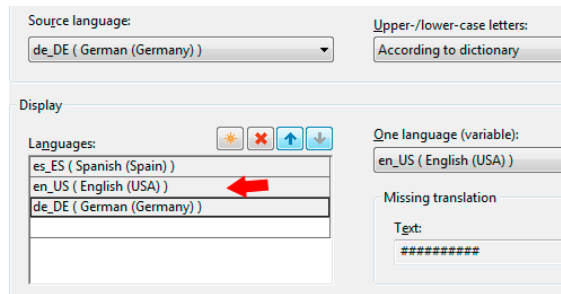 Source language:
de_DE ( German (Germany) )
Upper-/lower-case letters:
According to dictionary
Display
Languages:
es_ES ( Spanish (Spain) )
en_US ( English (USA) )
de_DE ( German (Germany) )
One language (variable):
en_US ( English (USA) )
Missing translation
Text:
##########